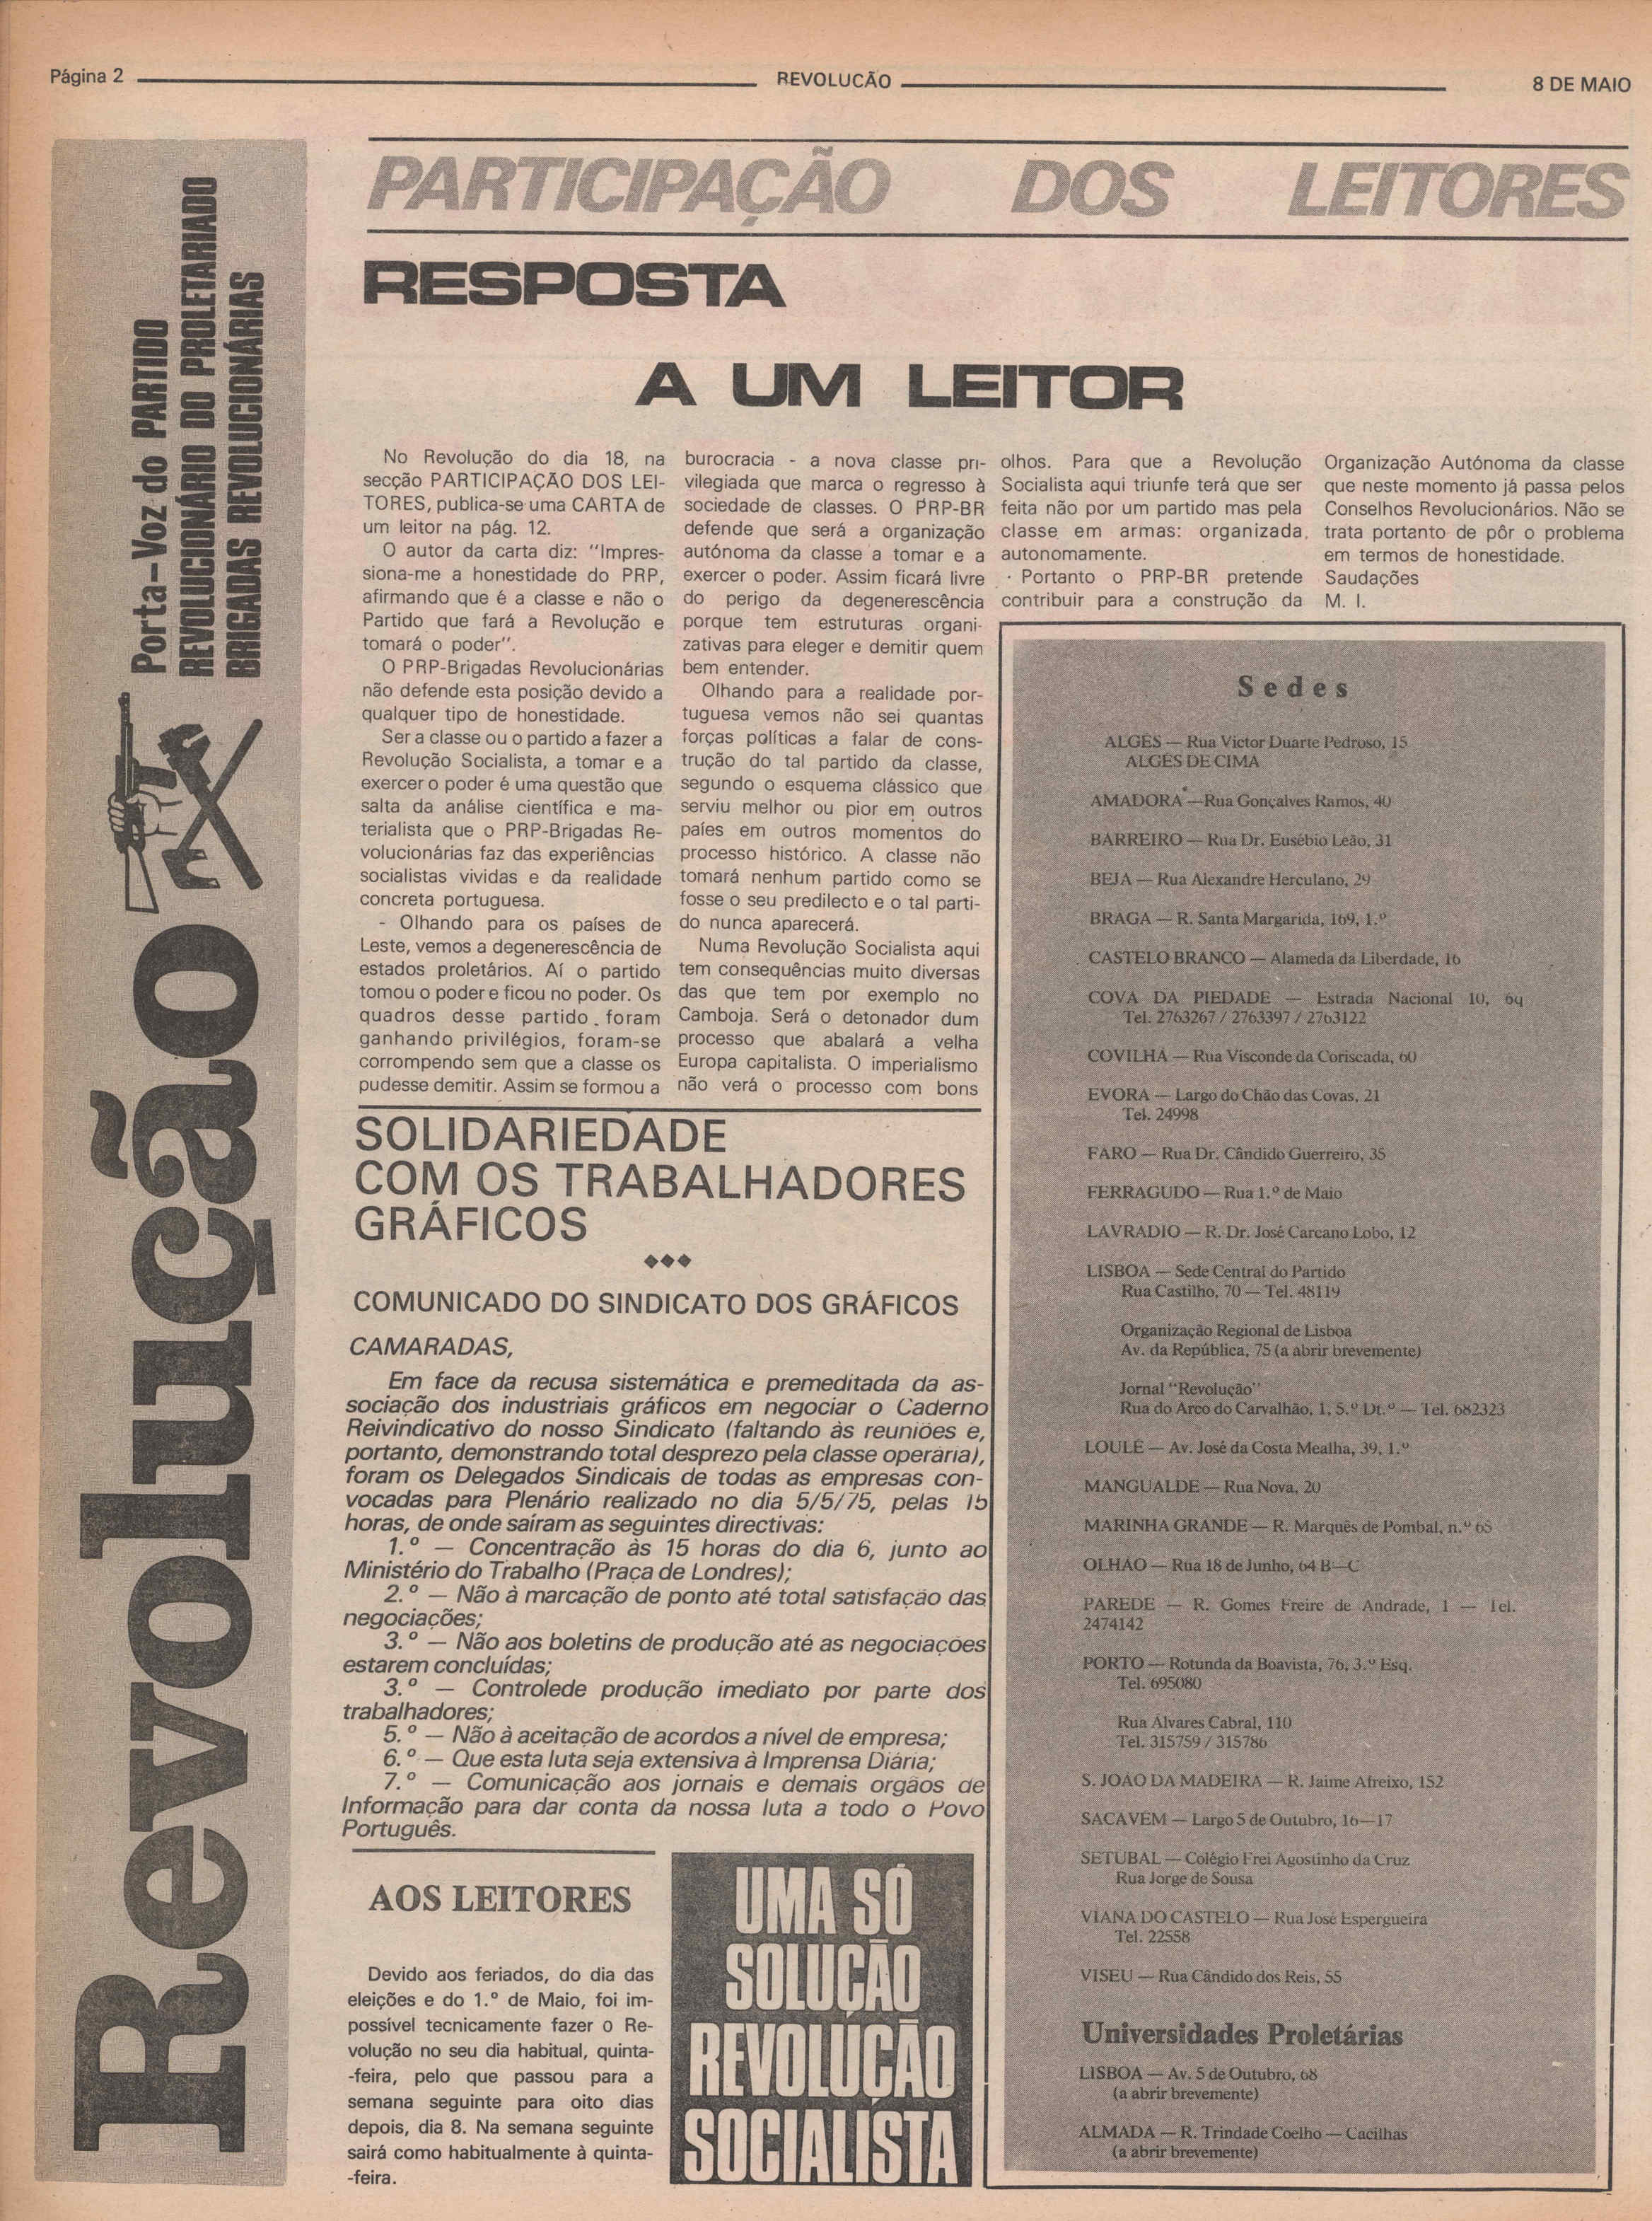 Página 2
REVOLUCÃO
8 DE MAIO
Revolução
Porta-Voz do PARTIDO
REVOLUCIONÁRIO DO PROLETARIADO
BRIGADAS REVOLUCIONÁRIAS
PARTICIPAÇÃO DOS LEITORES
RESPOSTA
A UM LEITOR
No Revolução do dia 18, na
secção PARTICIPAÇÃO DOS LEI-
TORES, publica-se uma CARTA de
um leitor na pág. 12.
O autor da carta diz: "Impres-
siona-me a honestidade do PRP,
afirmando que é a classe e não o
Partido que fará a Revolução e
tomará o poder".
O PRP-Brigadas Revolucionárias
não defende esta posição devido a
qualquer tipo de honestidade.
Ser a classe ou o partido a fazer a
Revolução Socialista, a tomar e a
exercer o poder é uma questão que
salta da análise científica e ma-
terialista que o PRP-Brigadas Re-
volucionárias faz das experiências
socialistas vividas e da realidade
concreta portuguesa.
- Olhando para os países de
Leste, vemos a degenerescência de
estados proletários. Aí o partido
tomou o poder e ficou no poder. Os
quadros desse partido foram
ganhando privilégios, foram-se
corrompendo sem que a classe os
pudesse demitir. Assim se formou a
burocracia - a nova classe pri-
vilegiada que marca o regresso à
sociedade de classes. O PRP-BR
defende que será a organização
autónoma da classe a tomar e a
exercer o poder. Assim ficará livre
do perigo da degenerescência
porque tem estruturas organi-
zativas para eleger e demitir quem
bem entender.
Olhando para a realidade por-
tuguesa vemos não sei quantas
forças políticas a falar de cons-
trução do tal partido da classe,
segundo o esquema clássico que
serviu melhor ou pior em outros
países em outros momentos do
processo histórico. A classe não
tomará nenhum partido como se
fosse o seu predilecto e o tal parti-
do nunca aparecerá.
Numa Revolução Socialista aqui
tem consequências muito diversas
das que tem por exemplo no
Camboja. Será o detonador dum
processo que abalará a velha
Europa capitalista. O imperialismo
não verá o processo com bons
olhos. Para que a Revolução
Socialista aqui triunfe terá que ser
feita não por um partido mas pela
classe em armas: organizada
autonomamente.
Portanto o PRP-BR pretende
contribuir para a construção da
Organização Autónoma da classe
que neste momento já passa pelos
Conselhos Revolucionários. Não se
trata portanto de pôr o problema
em termos de honestidade.
Saudações
M. I.
SOLIDARIEDADE
COM OS TRABALHADORES
GRÁFICOS
COMUNICADO DO SINDICATO DOS GRÁFICOS
CAMARADAS,
Em face da recusa sistemática e premeditada da as-
sociação dos industriais gráficos em negociar o Caderno
Reivindicativo do nosso Sindicato (faltando às reuniões e,
portanto, demonstrando total desprezo pela classe operária),
foram os Delegados Sindicais de todas as empresas con-
vocadas para Plenário realizado no dia 5/5/75, pelas 15
horas, de onde saíram as seguintes directivas:
1.º — Concentração às 15 horas do dia 6, junto ao
Ministério do Trabalho (Praça de Londres);
2.º — Não à marcação de ponto até total satisfação das
negociações;
3.º — Não aos boletins de produção até as negociações
estarem concluídas;
3.º — Controlede produção imediato por parte dos
trabalhadores;
5.º — Não à aceitação de acordos a nível de empresa;
6.º — Que esta luta seja extensiva à Imprensa Diária;
7.º — Comunicação aos jornais e demais orgãos de
Informação para dar conta da nossa luta a todo o Povo
Português.
AOS LEITORES
Devido aos feriados, do dia das
eleições e do 1.º de Maio, foi im-
possível tecnicamente fazer o Re-
volução no seu dia habitual, quinta-
-feira, pelo que passou para a
semana seguinte para oito dias
depois, dia 8. Na semana seguinte
sairá como habitualmente à quinta-
-feira.
UMA SÓ
SOLUÇÃO
REVOLUÇÃO
SOCIALISTA
Sedes
ALGÉS — Rua Victor Duarte Pedroso, 15
ALGÉS DE CIMA
AMADORA —Rua Gonçalves Ramos, 40
BARREIRO — Rua Dr. Eusébio Leão, 31
BEJA — Rua Alexandre Herculano, 29
BRAGA — R. Santa Margarida, 169, 1.º
CASTELO BRANCO — Alameda da Liberdade, 16
COVA DA PIEDADE — Estrada Nacional 10, 69
Tel. 2763267 / 2763397 / 2763122
COVILHÃ — Rua Visconde da Coriscada, 60
EVORA — Largo do Chão das Covas, 21
Tel. 24998
FARO — Rua Dr. Cândido Guerreiro, 35
FERRAGUDO — Rua 1.º de Maio
LAVRADIO — R. Dr. José Carcano Lobo, 12
LISBOA — Sede Central do Partido
Rua Castilho, 70 — Tel. 48119
Organização Regional de Lisboa
Av. da República, 75 (a abrir brevemente)
Jornal "Revolução"
Rua do Arco do Carvalhão, 1, 5.º Dt.º — Tel. 682323
LOULÉ — Av. José da Costa Mealha, 39, 1.º
MANGUALDE — Rua Nova, 20
MARINHA GRANDE — R. Marquês de Pombal, n.º 65
OLHÃO — Rua 18 de Junho, 64 B—C
PAREDE — R. Gomes Freire de Andrade, 1 — Tel.
2474142
PORTO — Rotunda da Boavista, 76, 3.º Esq.
Tel. 695080
Rua Álvares Cabral, 110
Tel. 315759 / 315786
S. JOÃO DA MADEIRA — R. Jaime Afreixo, 152
SACAVÉM — Largo 5 de Outubro, 16—17
SETUBAL — Colégio Frei Agostinho da Cruz
Rua Jorge de Sousa
VIANA DO CASTELO — Rua José Espergueira
Tel. 22558
VISEU — Rua Cândido dos Reis, 55
Universidades Proletárias
LISBOA — Av. 5 de Outubro, 68
(a abrir brevemente)
ALMADA — R. Trindade Coelho — Cacilhas
(a abrir brevemente)